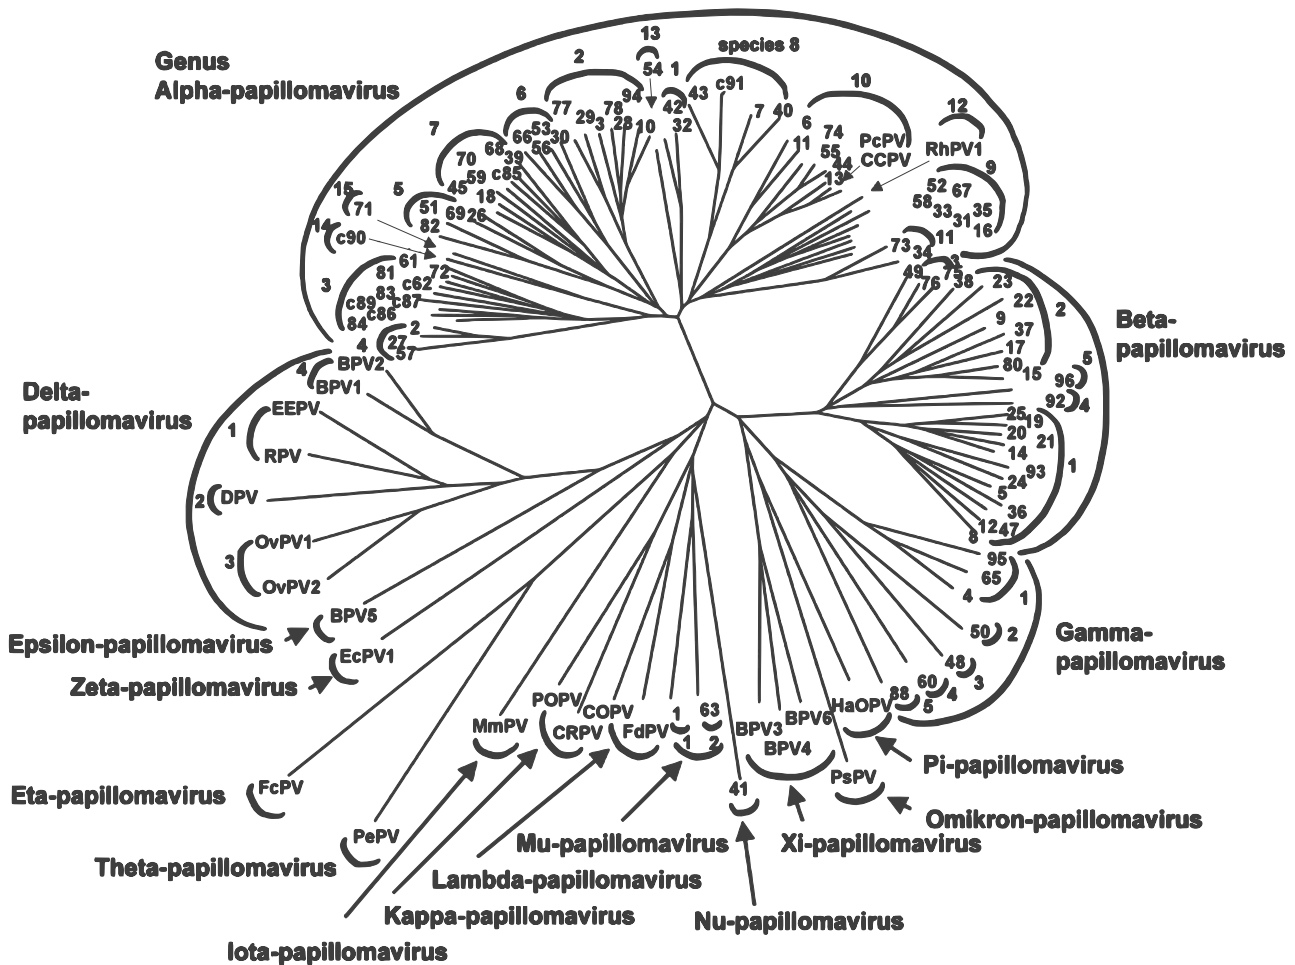 Genus
Alpha-papillomavirus
13
2
54
1
species 8
43
c91
10
94
42
7
40
6
77
78
29
3
28
10
32
6
12
7
53
66
30
56
68
39
70
59
c85
45
18
11
74
55
44
13
PcPV
CCPV
RhPV1
9
52
67
58
33
31
35
16
15
71
5
51
69
26
82
14
c90
73
34
11
3
61
81
72
c62
83
c89
c87
c86
84
4
2
27
57
3
49
76
75
38
23
22
2
9
37
17
80
15
5
96
92
4
Beta-
papillomavirus
25
19
20
21
14
93
24
1
5
36
12
47
8
Delta-
papillomavirus
4
BPV2
BPV1
1
EEPV
RPV
2
DPV
3
OvPV1
OvPV2
95
65
4
1
50
2
48
3
60
4
88
5
Gamma-
papillomavirus
BPV5
Epsilon-papillomavirus
EcPV1
Zeta-papillomavirus
FcPV
Eta-papillomavirus
PePV
Theta-papillomavirus
MmPV
Iota-papillomavirus
POPV
CRPV
Kappa-papillomavirus
COPV
FdPV
Lambda-papillomavirus
1
63
1
2
Mu-papillomavirus
41
Nu-papillomavirus
BPV3
BPV6
BPV4
Xi-papillomavirus
PsPV
Omikron-papillomavirus
HaOPV
Pi-papillomavirus